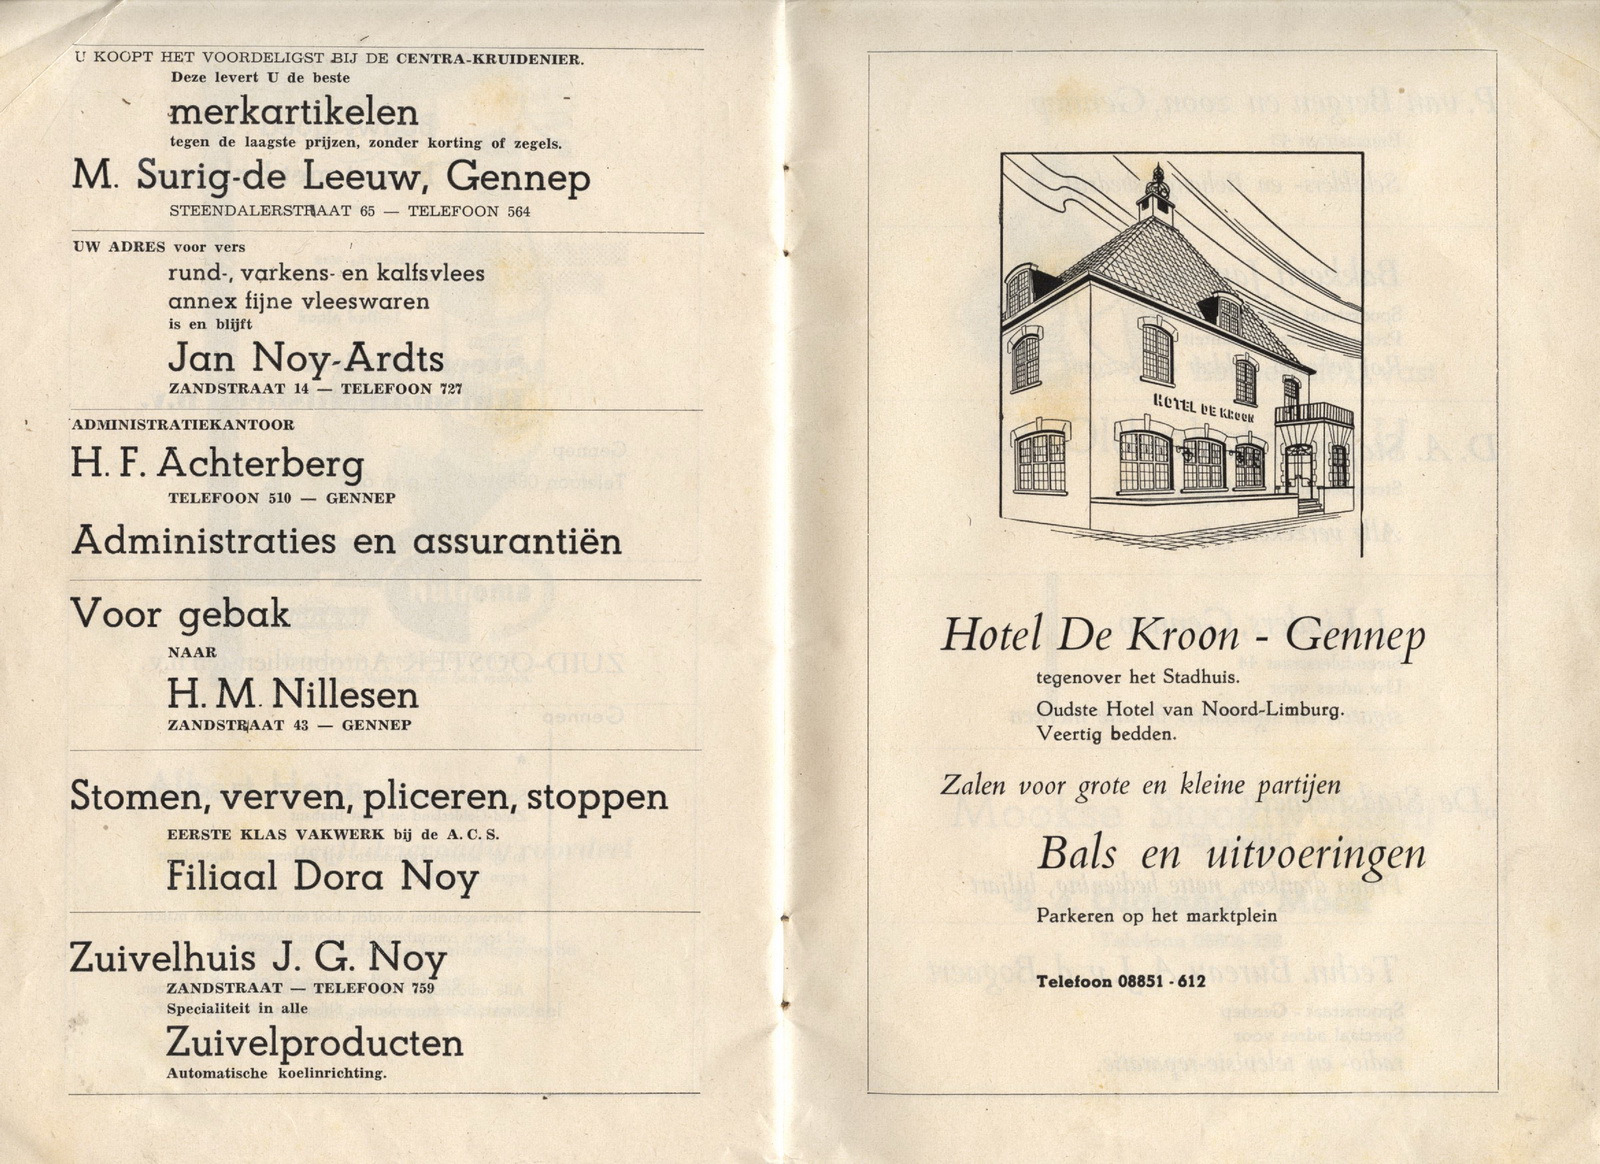 U KOOPT HET VOORDELIGST BIJ DE CENTRA-KRUIDENIER.
Deze levert U de beste
merkartikelen
tegen de laagste prijzen, zonder korting of zegels.
M. Surig-de Leeuw, Gennep
STEENDALERSTRAAT 65 — TELEFOON 564
UW ADRES voor vers
rund-, varkens- en kalfsvlees
annex fijne vleeswaren
is en blijft
Jan Noy-Ardts
ZANDSTRAAT 14 — TELEFOON 727
ADMINISTRATIEKANTOOR
H. F. Achterberg
TELEFOON 510 — GENNEP
Administraties en assurantiën
Voor gebak
NAAR
H. M. Nillesen
ZANDSTRAAT 43 — GENNEP
Stomen, verven, pliceren, stoppen
EERSTE KLAS VAKWERK bij de A. C. S.
Filiaal Dora Noy
Zuivelhuis J. G. Noy
ZANDSTRAAT — TELEFOON 759
Specialiteit in alle
Zuivelproducten
Automatische koelinrichting.
HOTEL DE KROON
Hotel De Kroon - Gennep
tegenover het Stadhuis.
Oudste Hotel van Noord-Limburg.
Veertig bedden.
Zalen voor grote en kleine partijen
Bals en uitvoeringen
Parkeren op het marktplein
Telefoon 08851 - 612